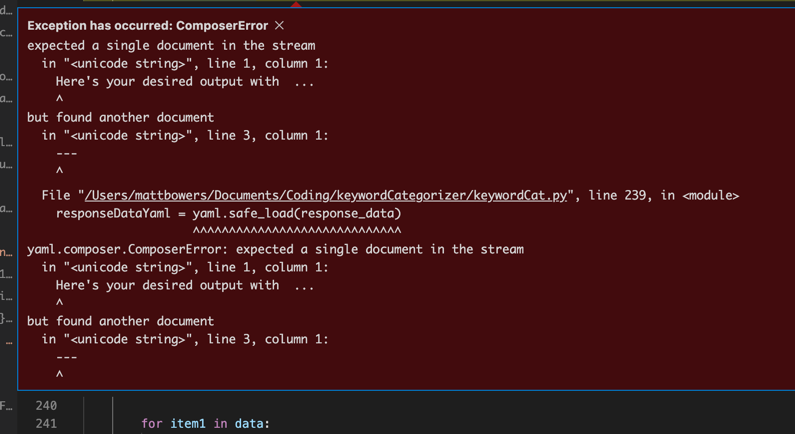 Exception has occurred: ComposerError ×
expected a single document in the stream
  in "<unicode string>", line 1, column 1:
    Here's your desired output with  ...
    ^
but found another document
  in "<unicode string>", line 3, column 1:
    ---
    ^
  File "/Users/mattbowers/Documents/Coding/keywordCategorizer/keywordCat.py", line 239, in <module>
    responseDataYaml = yaml.safe_load(response_data)
                       ^^^^^^^^^^^^^^^^^^^^^^^^^^^^^
yaml.composer.ComposerError: expected a single document in the stream
  in "<unicode string>", line 1, column 1:
    Here's your desired output with  ...
    ^
but found another document
  in "<unicode string>", line 3, column 1:
    ---
    ^
240
241 for item1 in data: